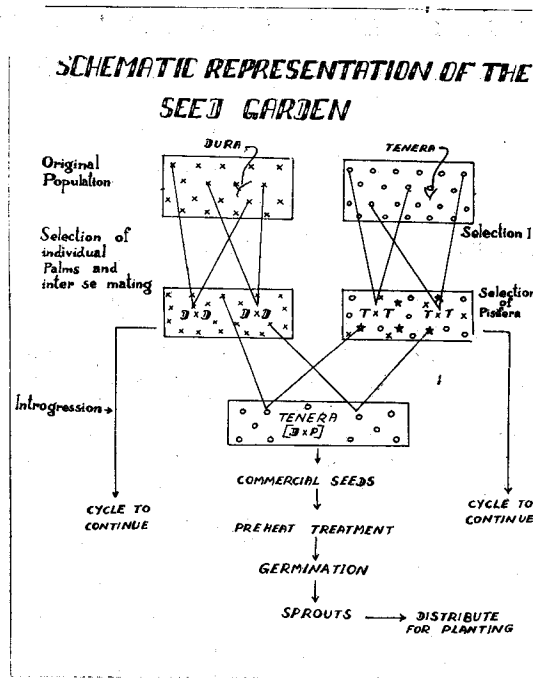 SCHEMATIC REPRESENTATION OF THE
SEED GARDEN
DURA
TENERA
Original
Population
Selection I
Selection of
individual
Palms and
inter se mating
D x D
D x D
T x T
T x T
Selection
of
Pisifera
Introgression
TENERA
[D x P]
COMMERCIAL SEEDS
CYCLE TO
CONTINUE
CYCLE TO
CONTINUE
PREHEAT TREATMENT
GERMINATION
SPROUTS
DISTRIBUTE
FOR PLANTING